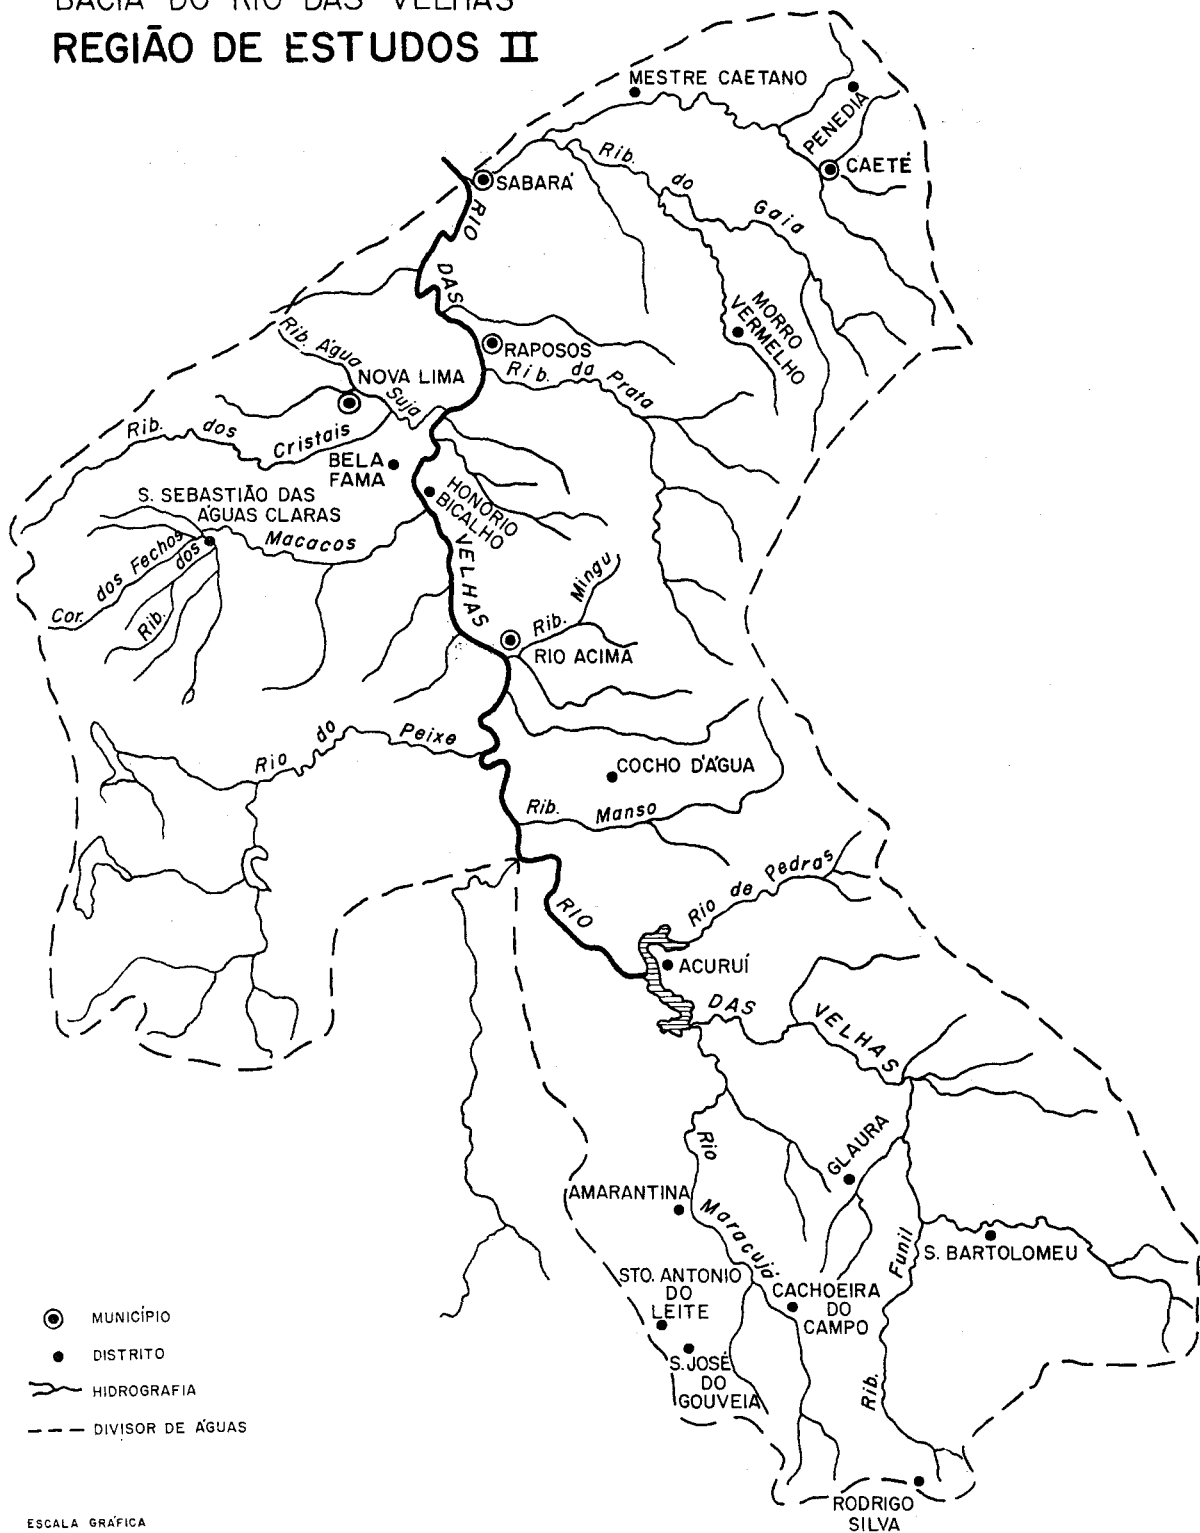 BACIA DO RIO DAS VELHAS
REGIÃO DE ESTUDOS II
MESTRE CAETANO
PENEDIA
CAETÉ
SABARÁ
Rib. do Gaia
RIO DAS VELHAS
MORRO
VERMELHO
Rib. Água Suja
RAPOSOS
NOVA LIMA
Rib. da Prata
Rib. dos Cristais
BELA
FAMA
HONÓRIO
BICALHO
S. SEBASTIÃO DAS
ÁGUAS CLARAS
Rib. dos Macacos
Cor. dos Fechos
Rib. Mingu
RIO ACIMA
Rio do Peixe
COCHO D'ÁGUA
Rib. Manso
Rio de Pedras
RIO DAS VELHAS
ACURUÍ
GLAURA
Rio Maracujá
AMARANTINA
S. BARTOLOMEU
Rib. Funil
STO. ANTONIO
DO
LEITE
CACHOEIRA
DO
CAMPO
S. JOSÉ
DO
GOUVEIA
RODRIGO
SILVA
MUNICÍPIO
DISTRITO
HIDROGRAFIA
DIVISOR DE ÁGUAS
ESCALA GRÁFICA